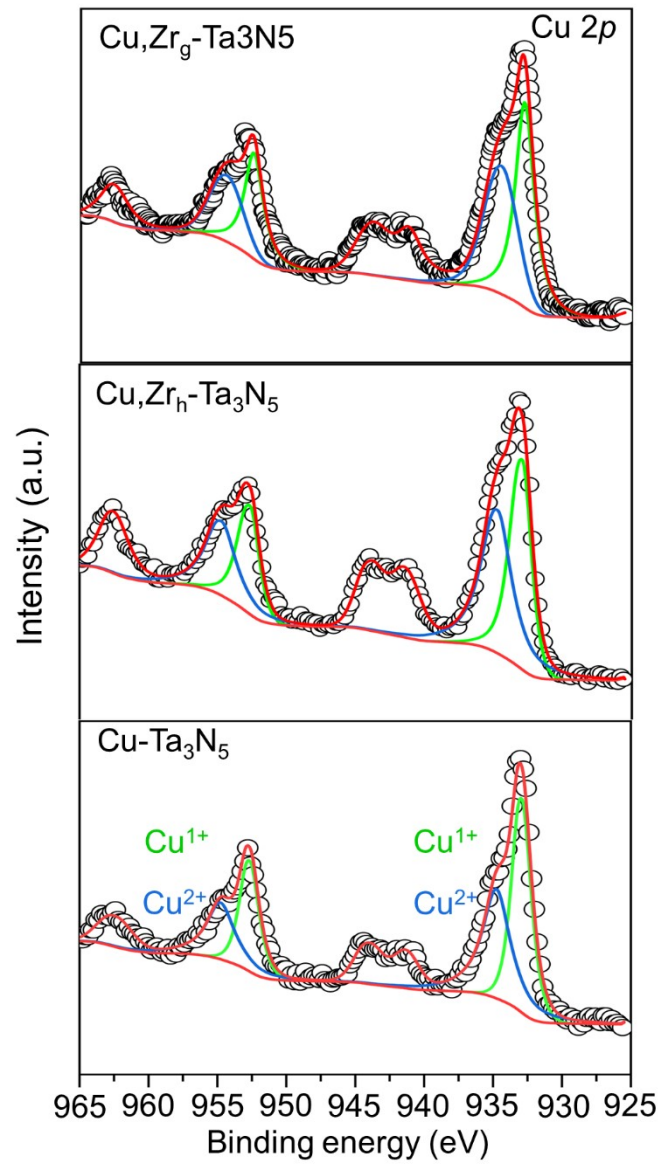 Cu,Zrg-Ta3N5
Cu 2p
Cu,Zrh-Ta₃N₅
Cu-Ta₃N₅
Cu¹⁺
Cu¹⁺
Cu²⁺
Cu²⁺
Intensity (a.u.)
965 960 955 950 945 940 935 930 925
Binding energy (eV)